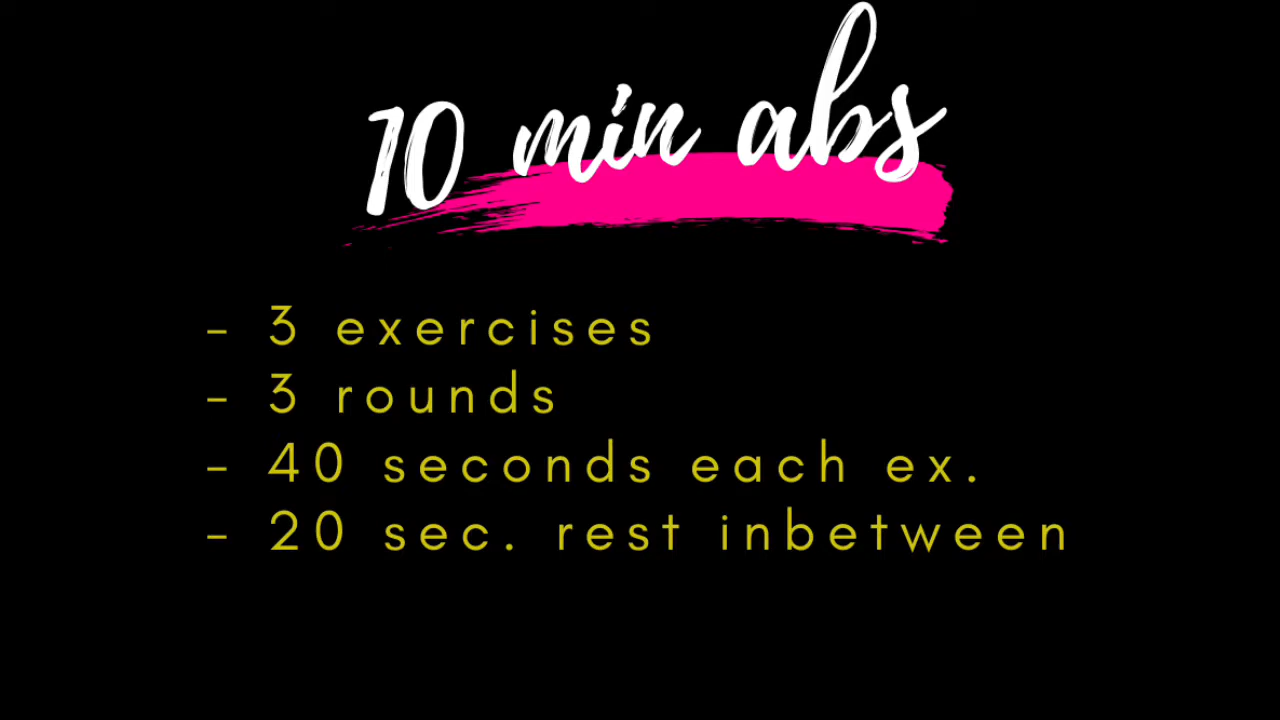 10 min abs
- 3 exercises
- 3 rounds
- 40 seconds each ex.
- 20 sec. rest inbetween